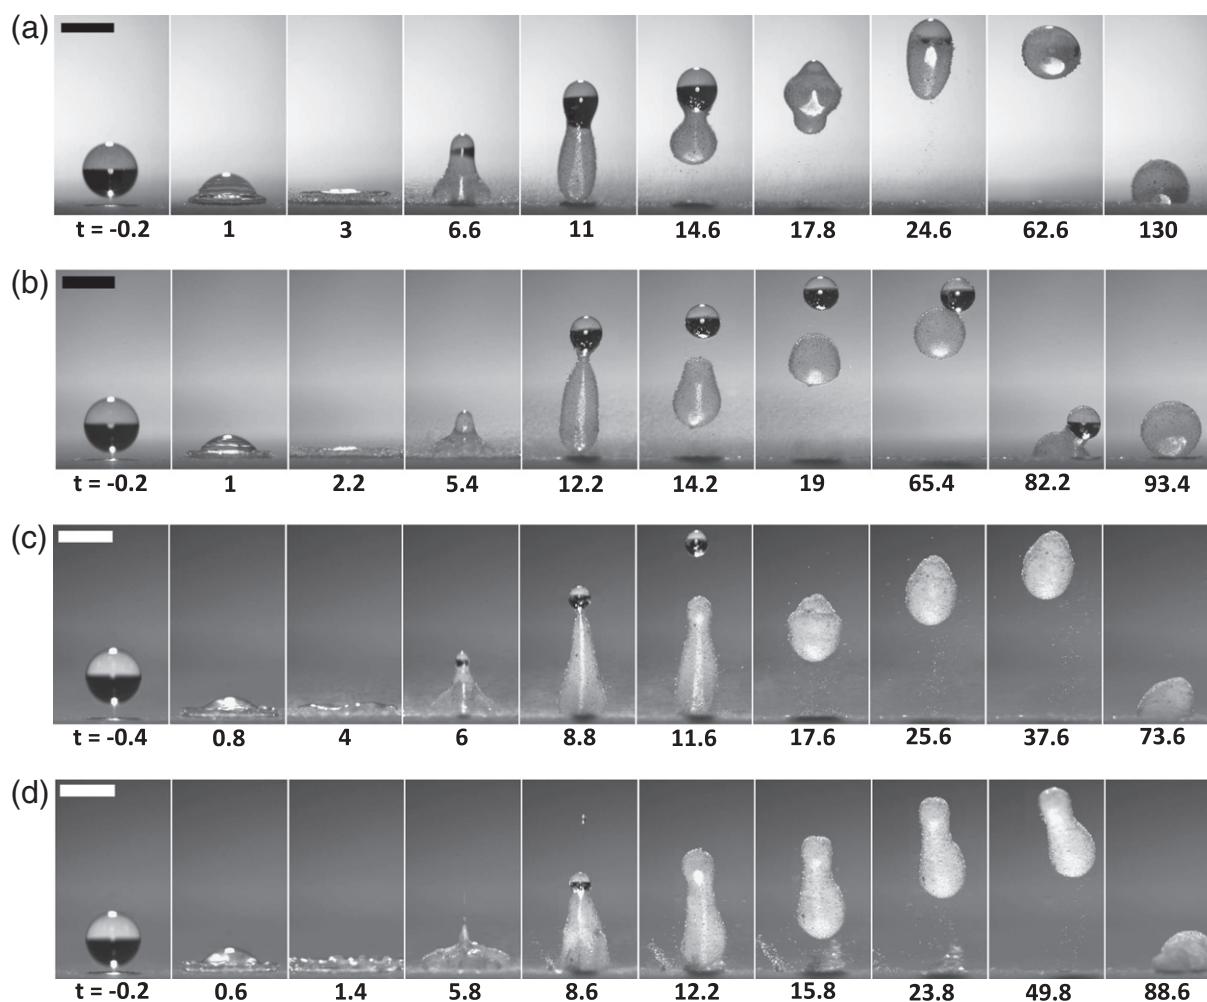 (a)
t = -0.2 1 3 6.6 11 14.6 17.8 24.6 62.6 130
(b)
t = -0.2 1 2.2 5.4 12.2 14.2 19 65.4 82.2 93.4
(c)
t = -0.4 0.8 4 6 8.8 11.6 17.6 25.6 37.6 73.6
(d)
t = -0.2 0.6 1.4 5.8 8.6 12.2 15.8 23.8 49.8 88.6